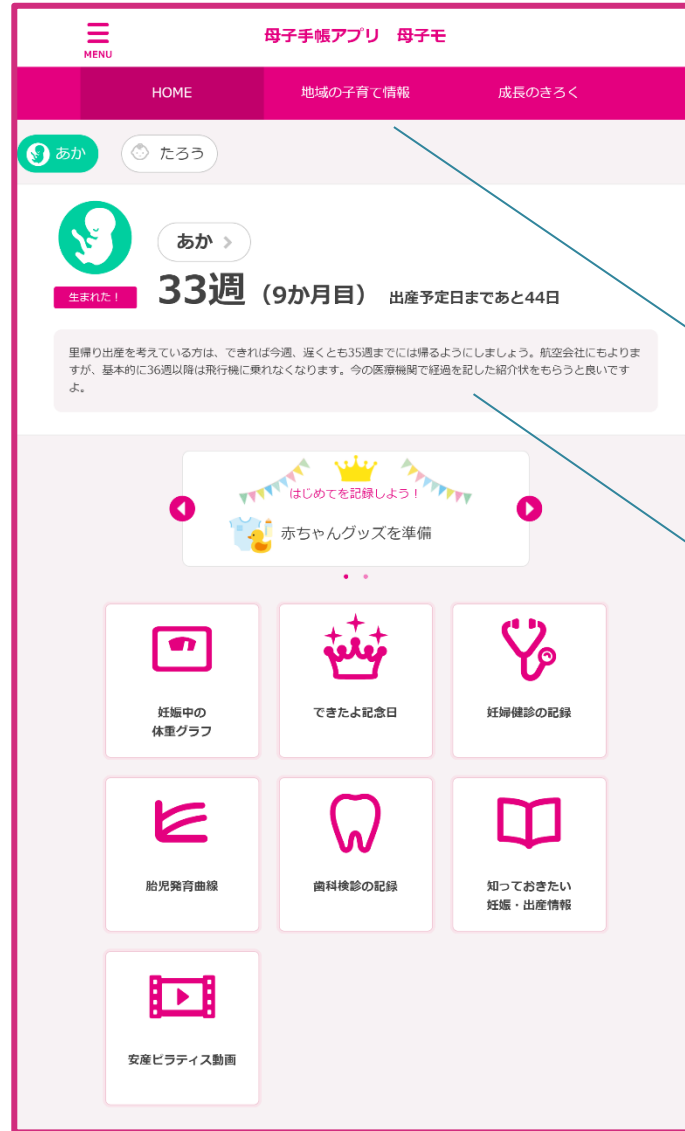 母子手帳アプリ 母子モ
MENU
HOME 地域の子育て情報 成長のきろく
あか たろう
あか
生まれた！ 33週 （9か月目） 出産予定日まであと44日
里帰り出産を考えている方は、できれば今週、遅くとも35週までには帰るようにしましょう。航空会社にもよりま
すが、基本的に36週以降は飛行機に乗れなくなります。今の医療機関で経過を記した紹介状をもらうと良いです
よ。
はじめてを記録しよう！
赤ちゃんグッズを準備
妊娠中の
体重グラフ
できたよ記念日
妊婦健診の記録
胎児発育曲線
歯科検診の記録
知っておきたい
妊娠・出産情報
安産ピラティス動画